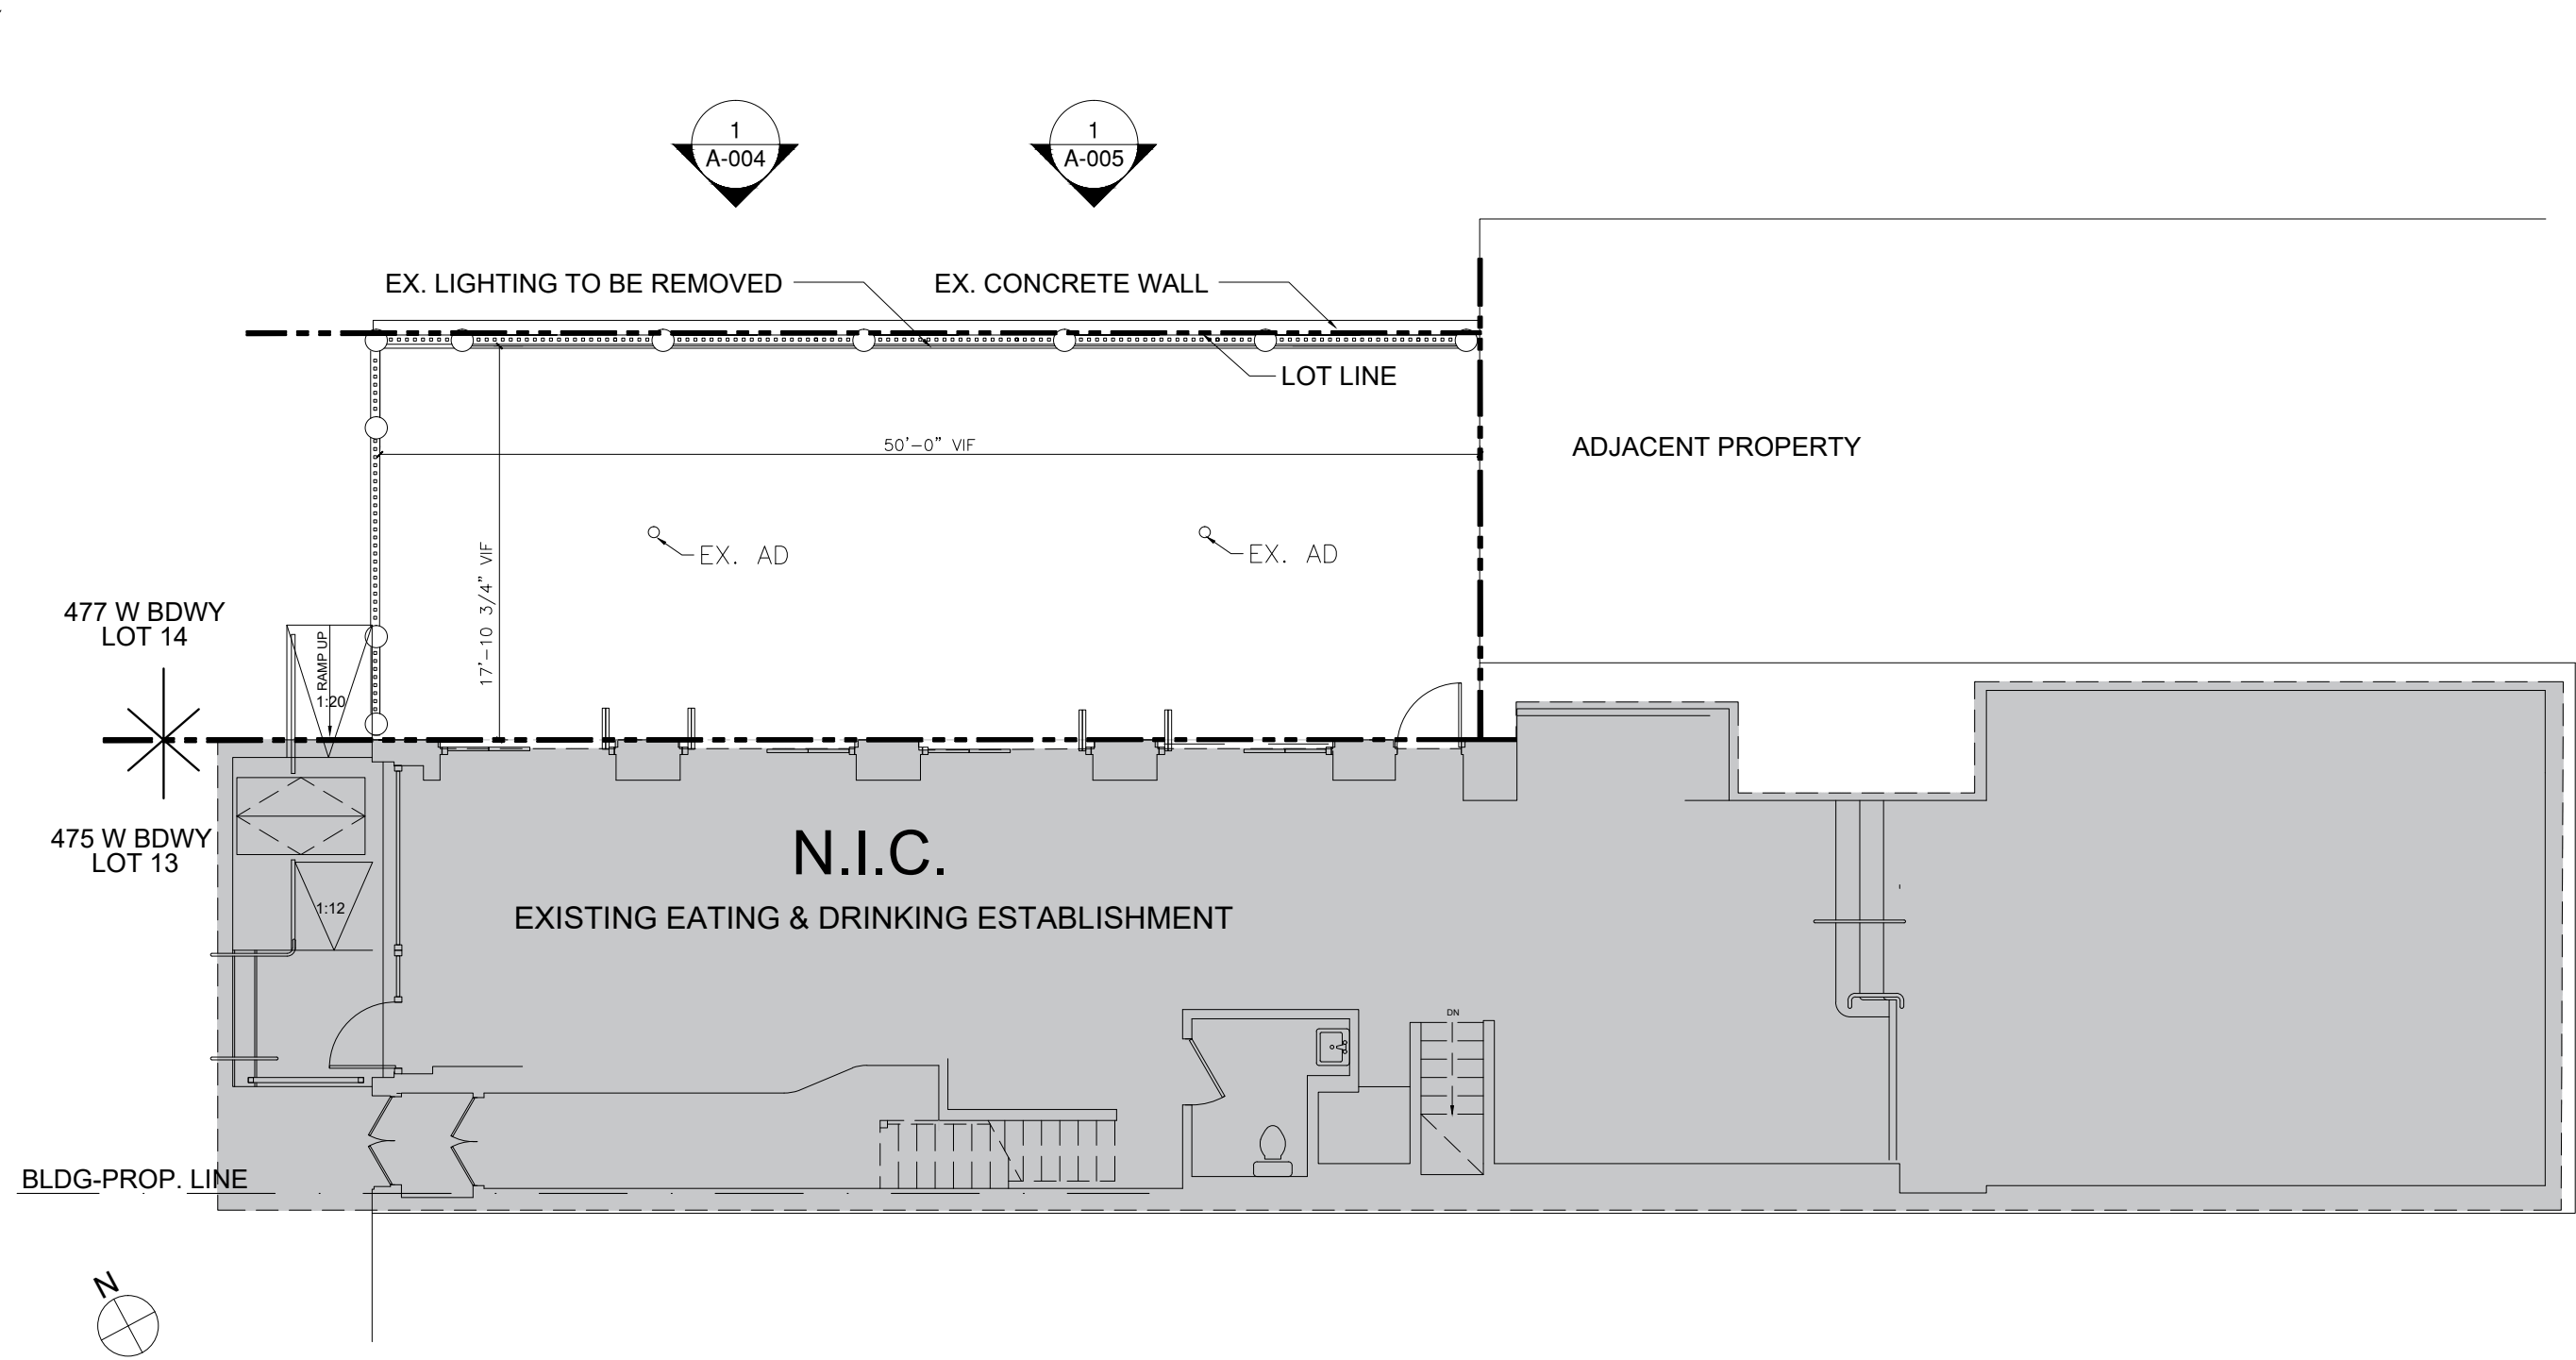 1
A-004
1
A-005
EX. LIGHTING TO BE REMOVED
EX. CONCRETE WALL
LOT LINE
50'-0" VIF
ADJACENT PROPERTY
17'-10 3/4" VIF
EX. AD
EX. AD
477 W BDWY
LOT 14
RAMP UP
1:20
475 W BDWY
LOT 13
N.I.C.
1:12
EXISTING EATING & DRINKING ESTABLISHMENT
DN
BLDG-PROP. LINE
N